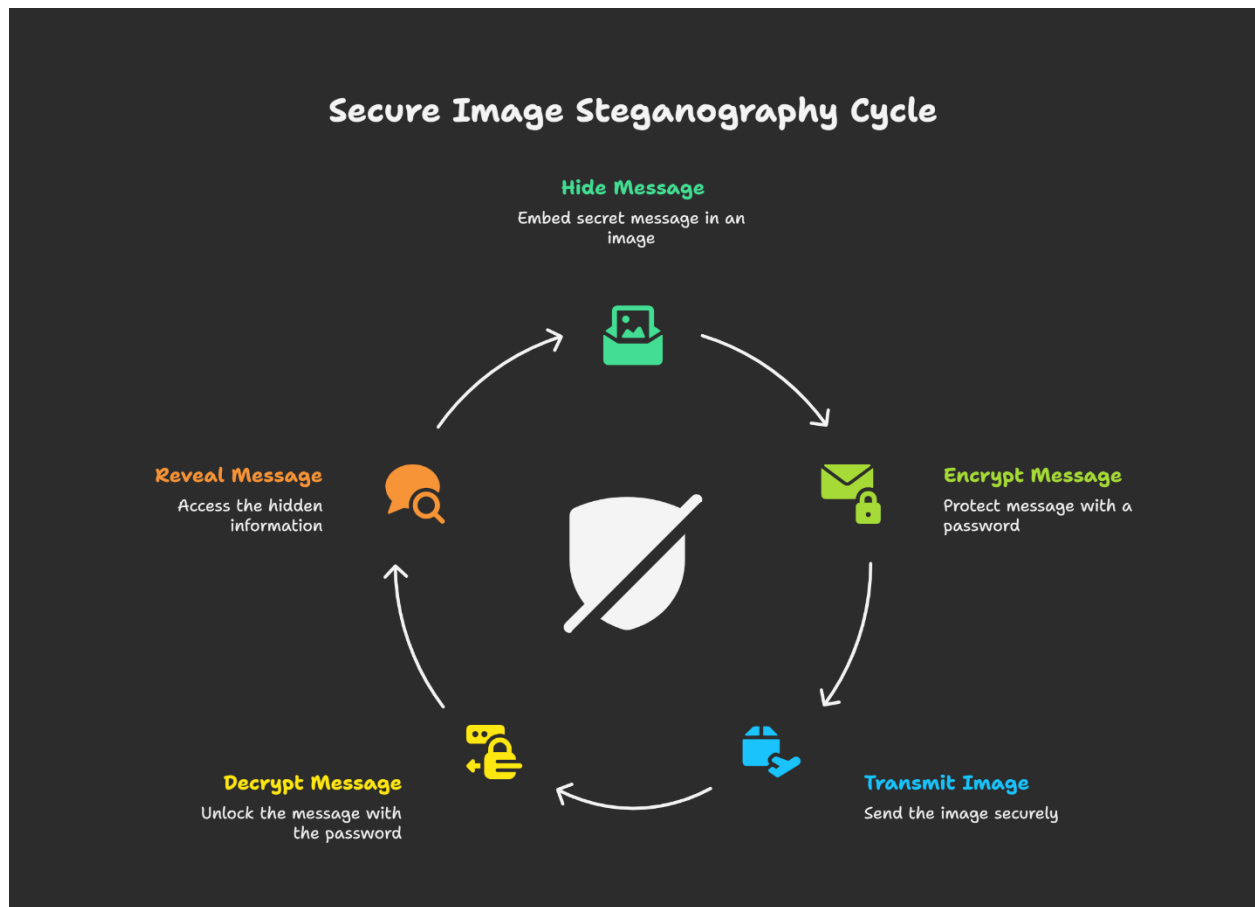 Secure Image Steganography Cycle
Hide Message
Embed secret message in an
image
Encrypt Message
Protect message with a
password
Transmit Image
Send the image securely
Decrypt Message
Unlock the message with
the password
Reveal Message
Access the hidden
information